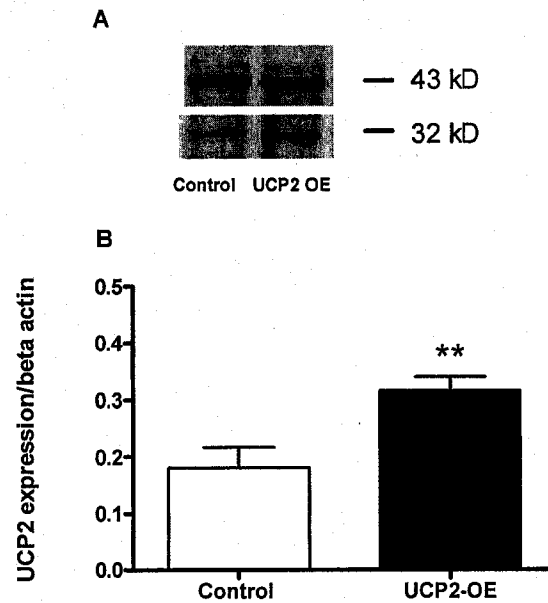 A
43 kD
32 kD
Control UCP2 OE
B
UCP2 expression/beta actin
0.5
0.4
**
0.3
0.2
0.1
0.0
Control UCP2-OE